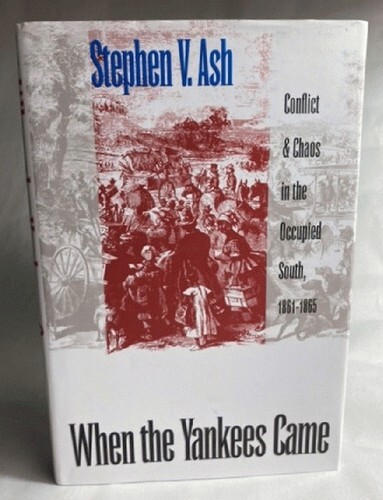 Stephen V. Ash
Conflict
& Chaos
in the
Occupied
South,
1861-1865
When the Yankees Came